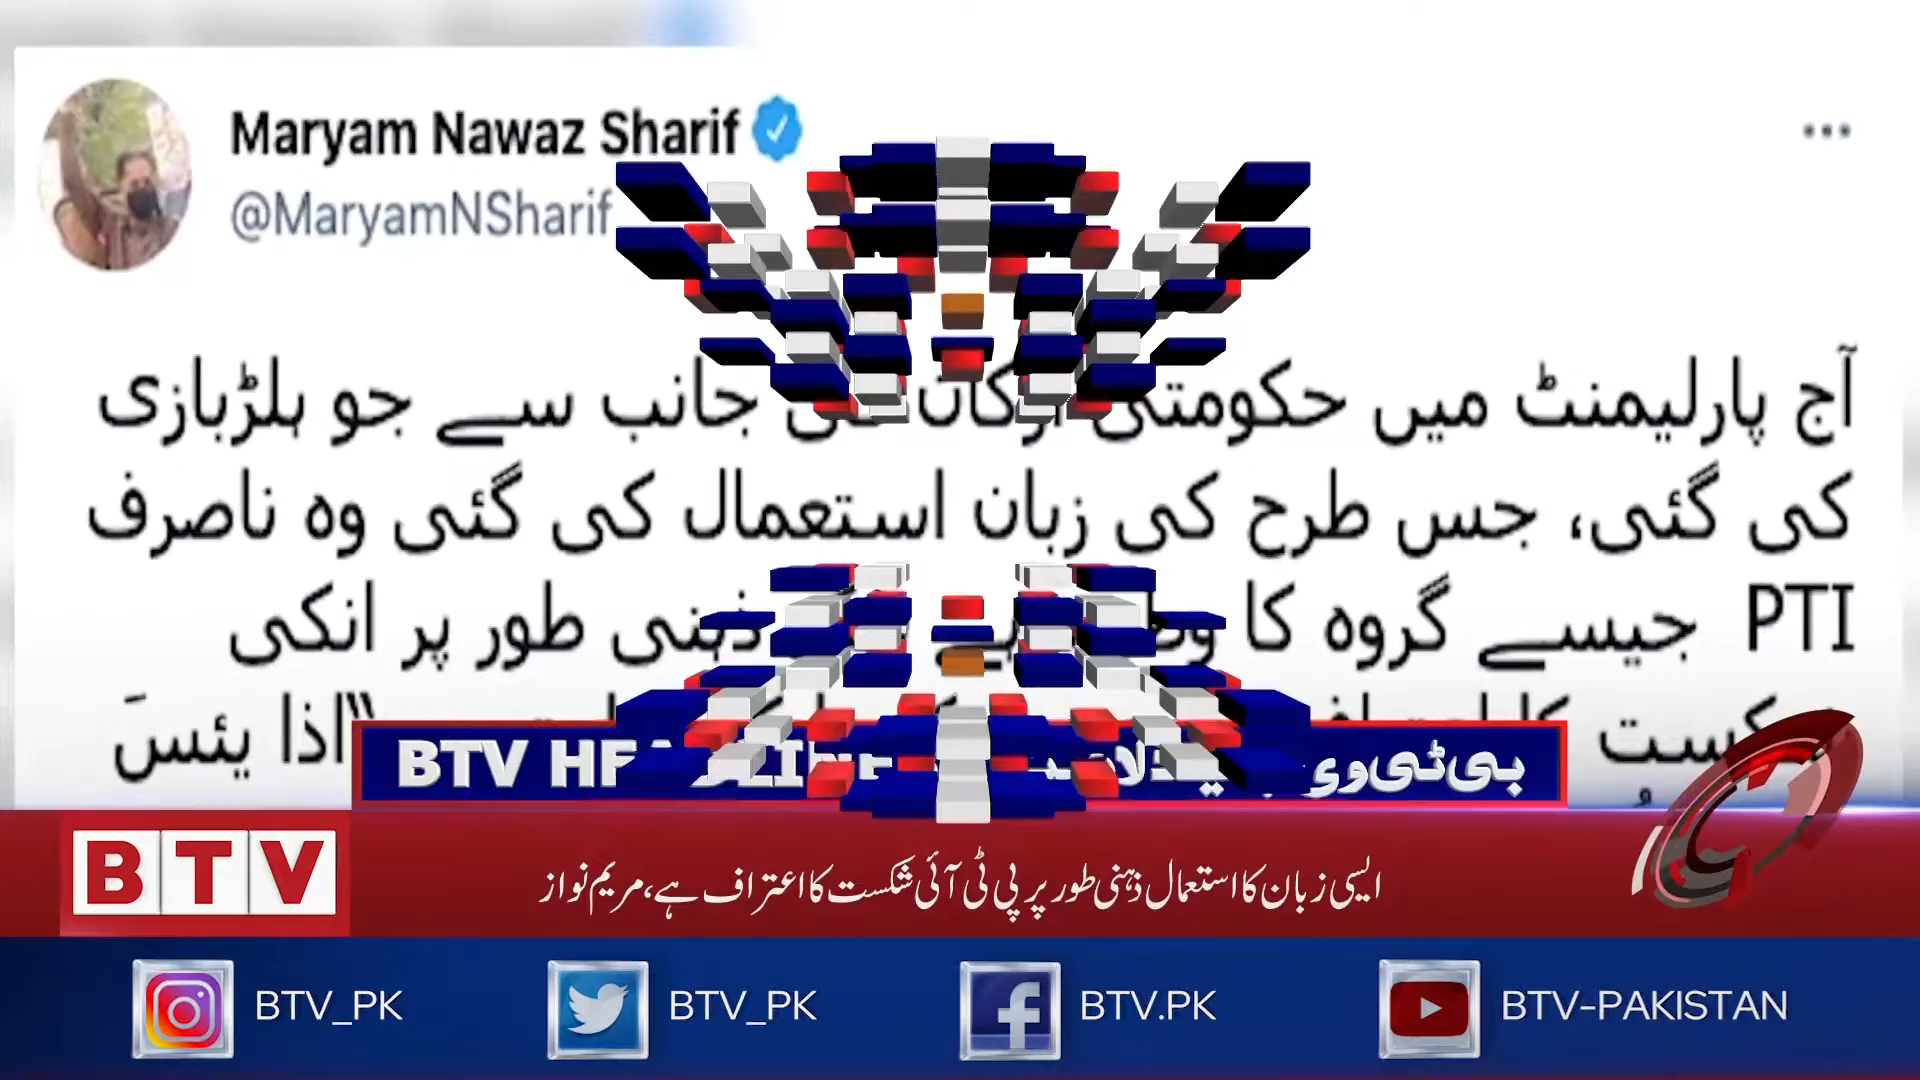 Maryam Nawaz Sharif
@MaryamNSharif
آج پارلیمنٹ میں حکومتی ارکان کی جانب سے جو ہلڑبازی
کی گئی، جس طرح کی زبان استعمال کی گئی وہ ناصرف
PTI جیسے گروہ کا ذہنی طور پر انکی
"اذا یئسَ
BTV
بی ٹی وی
BTV
ایسی زبان کا استعمال ذہنی طور پر پی ٹی آئی شکست کا اعتراف ہے، مریم نواز
BTV_PK
BTV_PK
BTV.PK
BTV-PAKISTAN